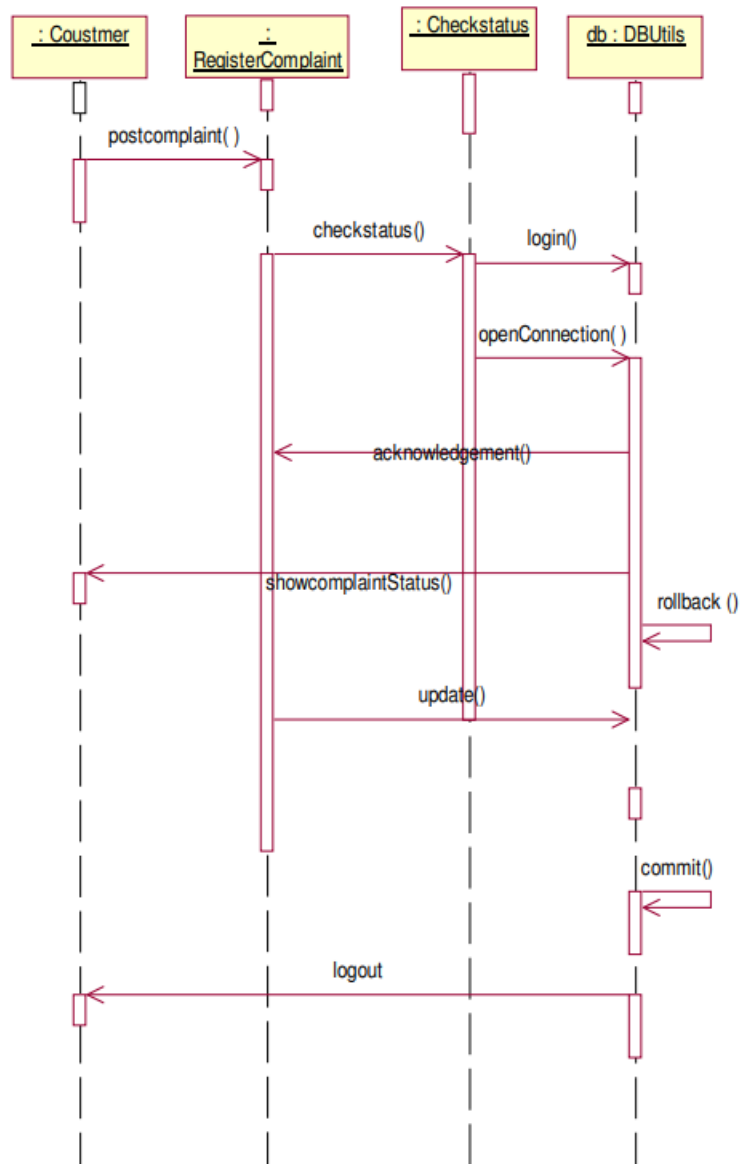 : Coustmer
:
RegisterComplaint
: Checkstatus
db : DBUtils
postcomplaint( )
checkstatus()
login()
openConnection( )
acknowledgement()
showcomplaintStatus()
rollback ()
update()
commit()
logout